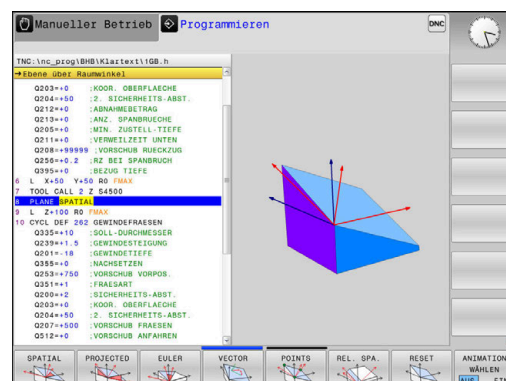 Manueller Betrieb
Programmieren
DNC
TNC:\nc_prog\BHB\Klartext\1GB.h
→Ebene über Raumwinkel
Q203=+0 ;KOOR. OBERFLAECHE
Q204=+50 ;2. SICHERHEITS-ABST.
Q212=+0 ;ABNAHMEBETRAG
Q213=+0 ;ANZ. SPANBRUECHE
Q205=+0 ;MIN. ZUSTELL-TIEFE
Q211=+0 ;VERWEILZEIT UNTEN
Q208=+99999 ;VORSCHUB RUECKZUG
Q256=+0.2 ;RZ BEI SPANBRUCH
Q395=+0 ;BEZUG TIEFE
6 L X+50 Y+50 R0 FMAX
7 TOOL CALL 2 Z S4500
8 PLANE SPATIAL
9 L Z+100 R0 FMAX
10 CYCL DEF 262 GEWINDEFRAESEN
Q335=+10 ;SOLL-DURCHMESSER
Q239=+1.5 ;GEWINDESTEIGUNG
Q201=-18 ;GEWINDETIEFE
Q355=+0 ;NACHSETZEN
Q253=+750 ;VORSCHUB VORPOS.
Q351=+1 ;FRAESART
Q200=+2 ;SICHERHEITS-ABST.
Q203=+0 ;KOOR. OBERFLAECHE
Q204=+50 ;2. SICHERHEITS-ABST.
Q207=+500 ;VORSCHUB FRAESEN
Q512=+0 ;VORSCHUB ANFAHREN
SPATIAL
PROJECTED
EULER
VECTOR
POINTS
REL. SPA.
RESET
ANIMATION
WÄHLEN
AUS EIN